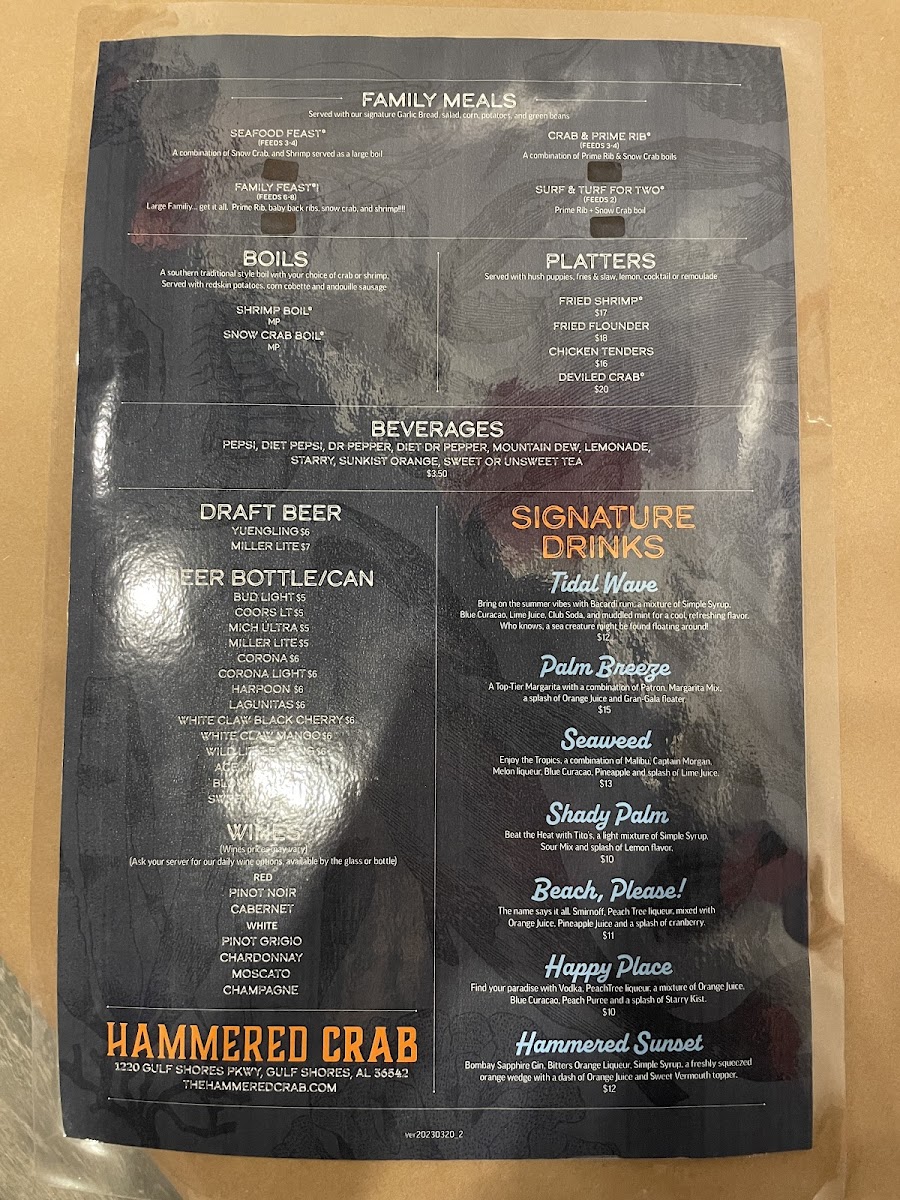 FAMILY MEALS
Served with our signature Garlic Bread, salad, corn, potatoes, and green beans
SEAFOOD FEAST*
(FEEDS 3-4)
A combination of Snow Crab, and Shrimp served as a large boil
FAMILY FEAST*!
(FEEDS 6-8)
Large Familiy... get it all. Prime Rib, baby back ribs, snow crab, and shrimp!!!!
CRAB & PRIME RIB*
(FEEDS 3-4)
A combination of Prime Rib & Snow Crab boils
SURF & TURF FOR TWO*
(FEEDS 2)
Prime Rib + Snow Crab boil
BOILS
A southern traditional style boil with your choice of crab or shrimp.
Served with redskin potatoes, corn cobette and andouille sausage
SHRIMP BOIL*
MP
SNOW CRAB BOIL*
MP
PLATTERS
Served with hush puppies, fries & slaw, lemon, cocktail or remoulade
FRIED SHRIMP*
$17
FRIED FLOUNDER
$18
CHICKEN TENDERS
$16
DEVILED CRAB*
$20
BEVERAGES
PEPSI, DIET PEPSI, DR PEPPER, DIET DR PEPPER, MOUNTAIN DEW, LEMONADE,
STARRY, SUNKIST ORANGE, SWEET OR UNSWEET TEA
$3.50
DRAFT BEER
YUENGLING $6
MILLER LITE $7
BEER BOTTLE/CAN
BUD LIGHT $5
COORS LT $5
MICH ULTRA $5
MILLER LITE $5
CORONA $6
CORONA LIGHT $6
HARPOON $6
LAGUNITAS $6
WHITE CLAW BLACK CHERRY $6
WHITE CLAW MANGO $6
WILD
WINES
(Wines prices may vary)
(Ask your server for our daily wine options, available by the glass or bottle)
RED
PINOT NOIR
CABERNET
WHITE
PINOT GRIGIO
CHARDONNAY
MOSCATO
CHAMPAGNE
HAMMERED CRAB
1220 GULF SHORES PKWY, GULF SHORES, AL 36542
THEHAMMEREDCRAB.COM
SIGNATURE
DRINKS
Tidal Wave
Bring on the summer vibes with Bacardi rum, a mixture of Simple Syrup,
Blue Curacao, Lime Juice, Club Soda, and muddled mint for a cool, refreshing flavor.
Who knows, a sea creature might be found floating around!
$12
Palm Breeze
A Top-Tier Margarita with a combination of Patron, Margarita Mix,
a splash of Orange Juice and Gran-Gala floater
$15
Seaweed
Enjoy the Tropics, a combination of Malibu, Captain Morgan,
Melon liqueur, Blue Curacao, Pineapple and splash of Lime Juice.
$13
Shady Palm
Beat the Heat with Tito's, a light mixture of Simple Syrup,
Sour Mix and splash of Lemon flavor.
$10
Beach, Please!
The name says it all. Smirnoff, Peach Tree liqueur, mixed with
Orange Juice, Pineapple Juice and a splash of cranberry.
$11
Happy Place
Find your paradise with Vodka, PeachTree liqueur, a mixture of Orange Juice,
Blue Curacao, Peach Puree and a splash of Starry Kist.
$10
Hammered Sunset
Bombay Sapphire Gin, Bitters Orange Liqueur, Simple Syrup, a freshly squeezed
orange wedge with a dash of Orange Juice and Sweet Vermouth topper.
$12
ver20230320_2